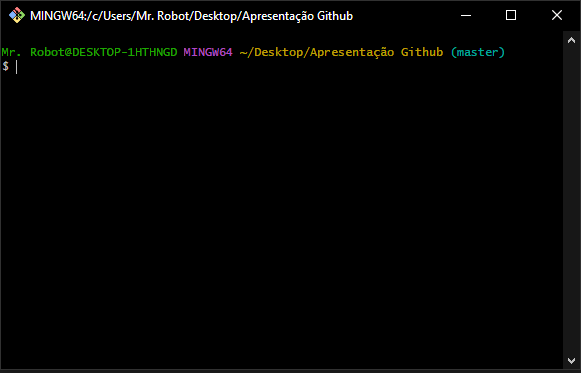 MINGW64:/c/Users/Mr. Robot/Desktop/Apresentação Github
Mr. Robot@DESKTOP-1HTHNGD MINGW64 ~/Desktop/Apresentação Github (master)
$